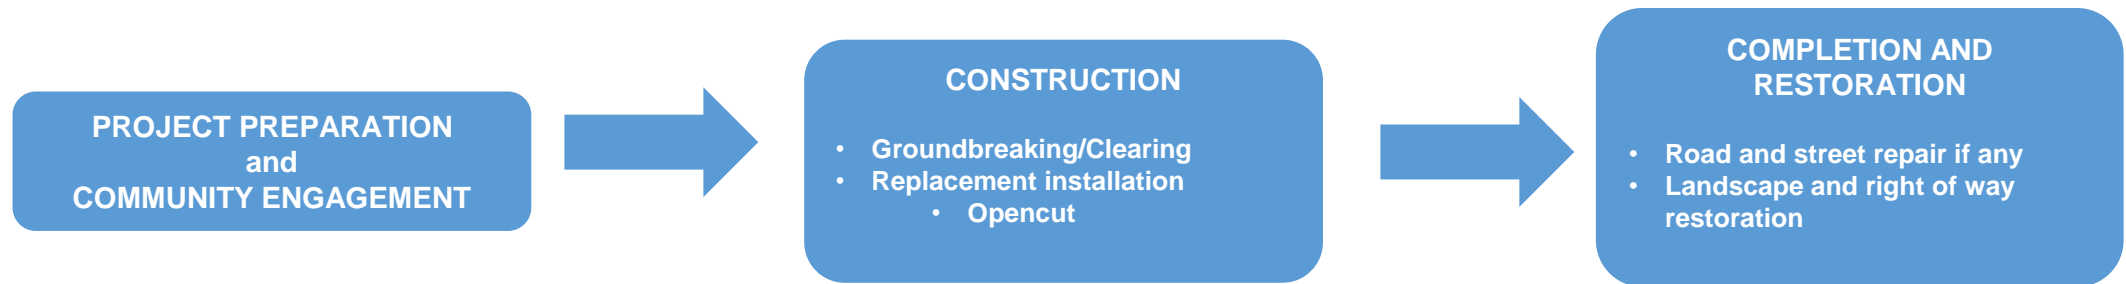 PROJECT PREPARATION
and
COMMUNITY ENGAGEMENT
CONSTRUCTION
• Groundbreaking/Clearing
• Replacement installation
• Opencut
COMPLETION AND
RESTORATION
• Road and street repair if any
• Landscape and right of way
restoration